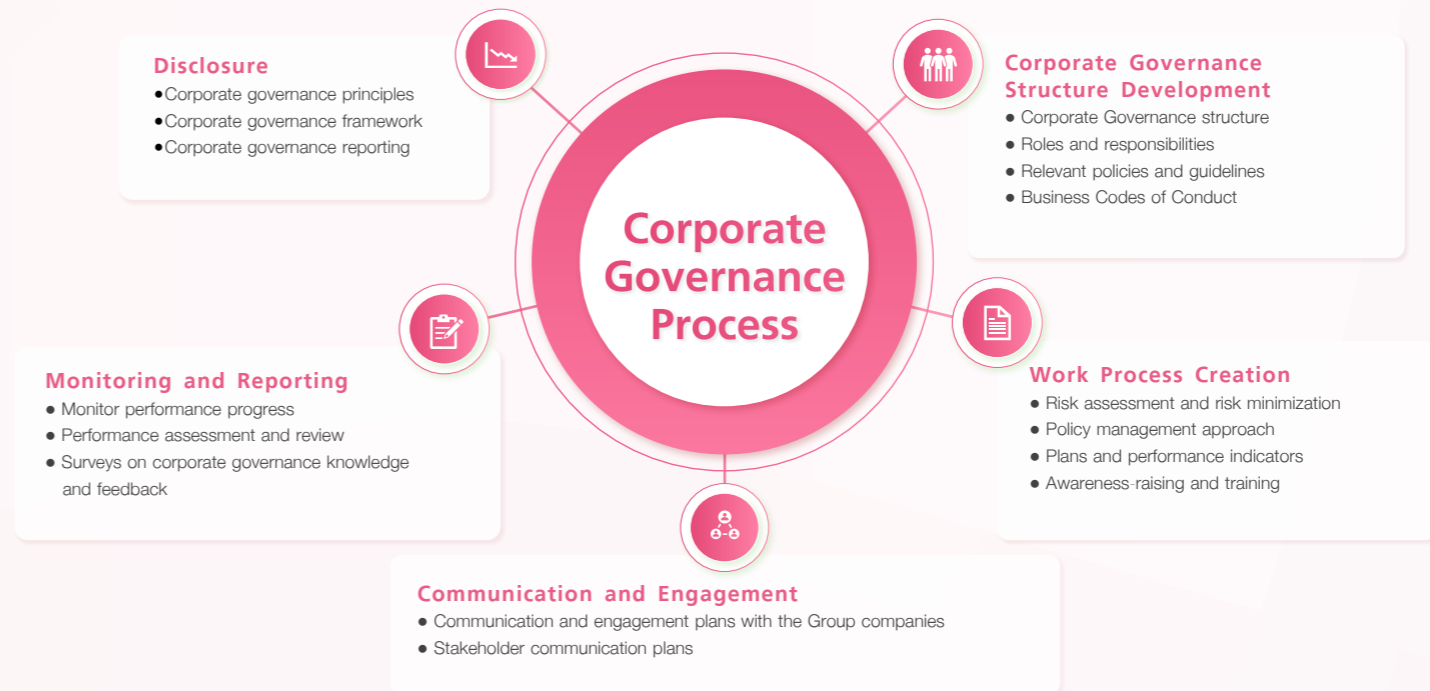 Corporate
Governance
Process
Disclosure
●Corporate governance principles
●Corporate governance framework
●Corporate governance reporting
Corporate Governance
Structure Development
● Corporate Governance structure
● Roles and responsibilities
● Relevant policies and guidelines
● Business Codes of Conduct
Monitoring and Reporting
● Monitor performance progress
● Performance assessment and review
● Surveys on corporate governance knowledge
and feedback
Work Process Creation
● Risk assessment and risk minimization
● Policy management approach
● Plans and performance indicators
● Awareness-raising and training
Communication and Engagement
● Communication and engagement plans with the Group companies
● Stakeholder communication plans